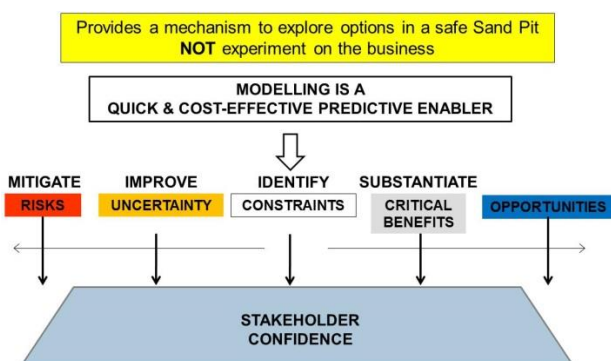 Provides a mechanism to explore options in a safe Sand Pit
NOT experiment on the business
MODELLING IS A
QUICK & COST-EFFECTIVE PREDICTIVE ENABLER
MITIGATE
RISKS
IMPROVE
UNCERTAINTY
IDENTIFY
CONSTRAINTS
SUBSTANTIATE
CRITICAL
BENEFITS
OPPORTUNITIES
STAKEHOLDER
CONFIDENCE